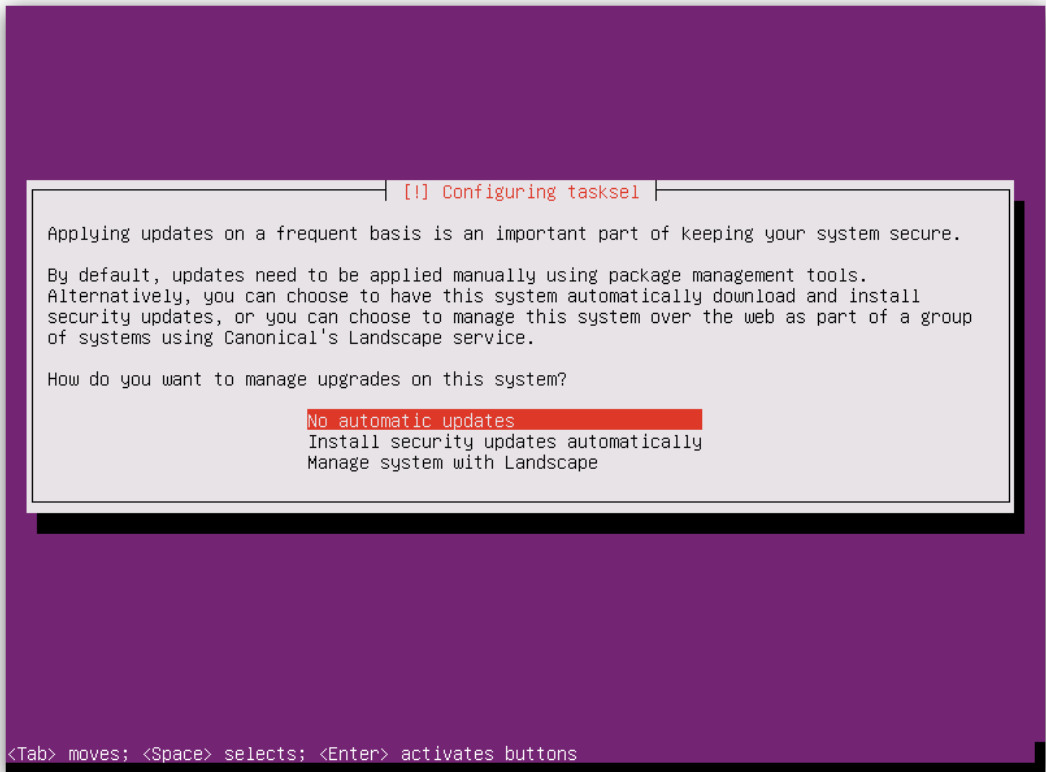 [!] Configuring tasksel
Applying updates on a frequent basis is an important part of keeping your system secure.
By default, updates need to be applied manually using package management tools.
Alternatively, you can choose to have this system automatically download and install
security updates, or you can choose to manage this system over the web as part of a group
of systems using Canonical's Landscape service.
How do you want to manage upgrades on this system?
No automatic updates
Install security updates automatically
Manage system with Landscape
<Tab> moves; <Space> selects; <Enter> activates buttons